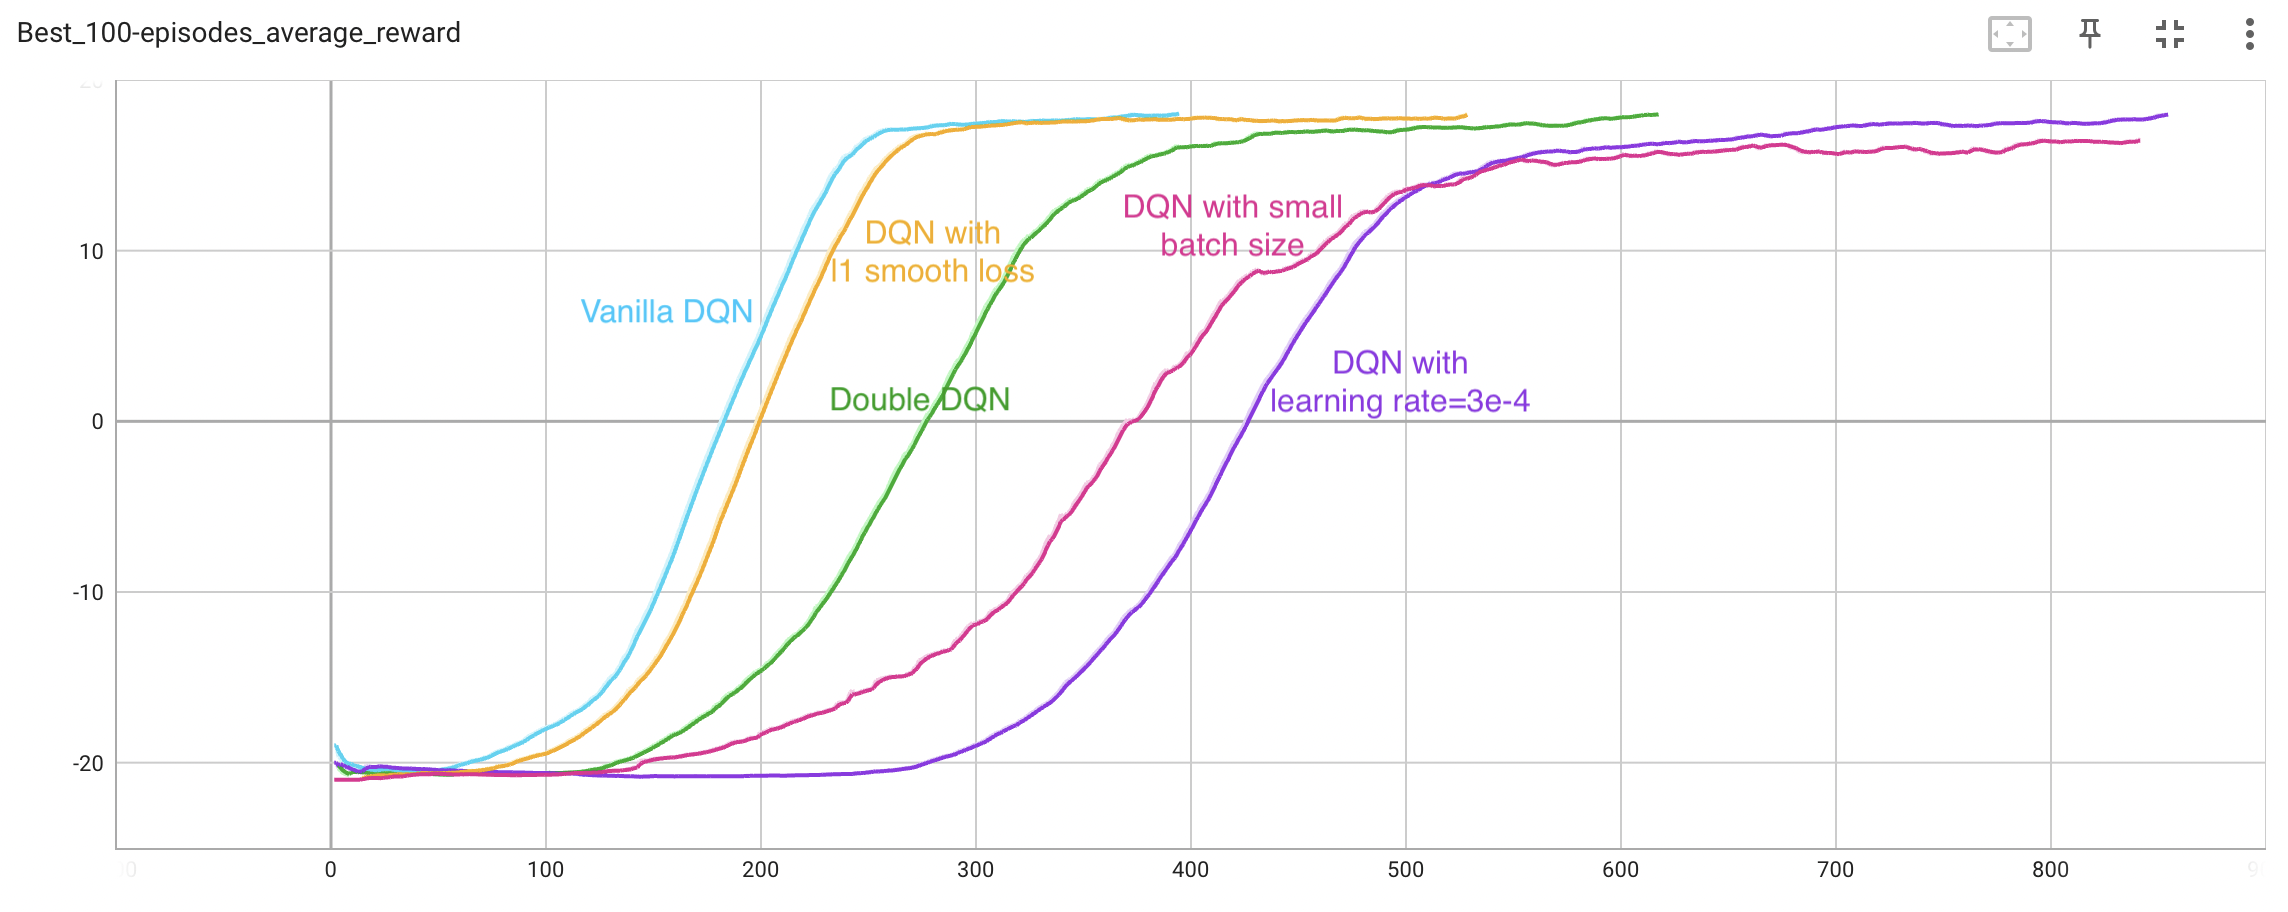 Best_100-episodes_average_reward
DQN with small
batch size
DQN with
l1 smooth loss
10
Vanilla DQN
DQN with
learning rate=3e-4
Double DQN
0
-10
-20
0 100 200 300 400 500 600 700 800